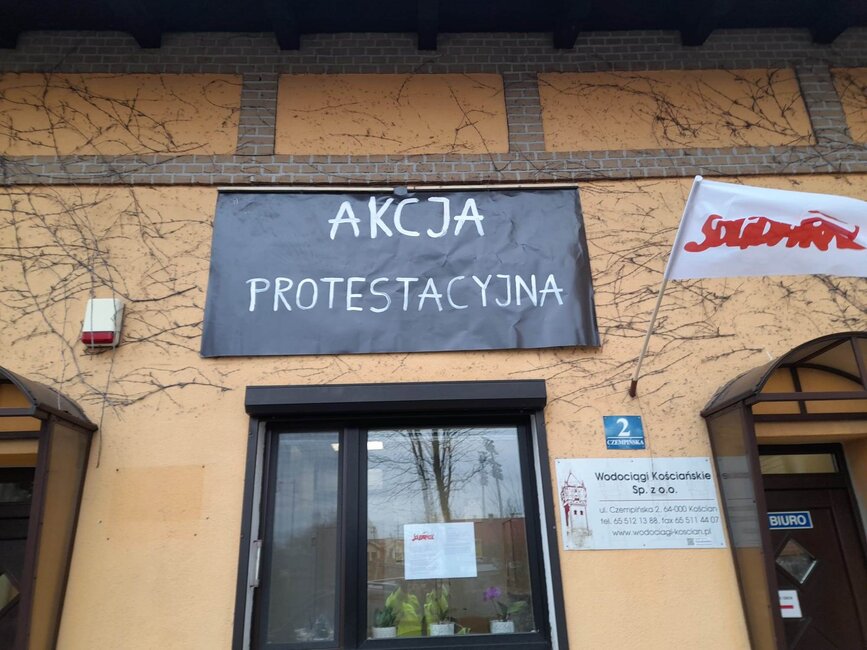 AKCJA
PROTESTACYJNA
SOLIDARNOŚĆ
2
CZEMPIŃSKA
Wodociągi Kościańskie
Sp. z o.o.
ul. Czempińska 2, 64-000 Kościan
tel. 65 512 13 88, fax 65 511 44 07
www.wodociagi-koscian.pl
BIURO
Solidarność